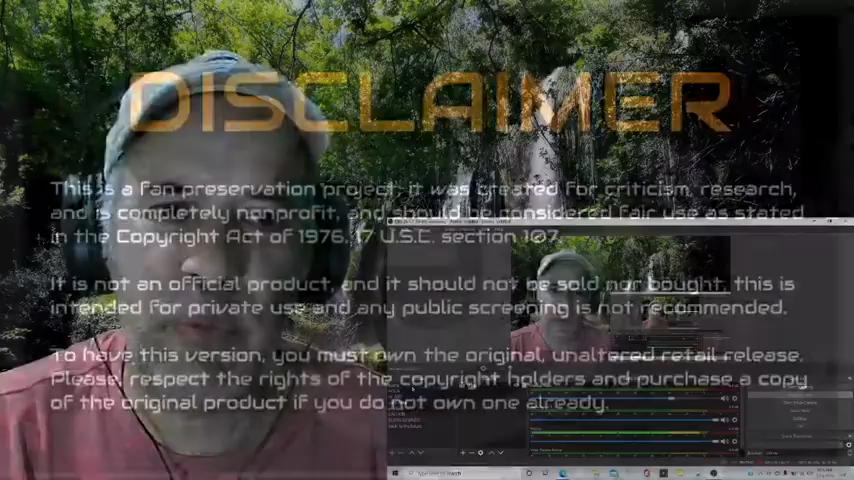 DISCLAIMER
This is a fan preservation project, it was created for criticism, research,
and is completely nonprofit, and should be considered fair use as stated
in the Copyright Act of 1976, 17 U.S.C. section 107.
It is not an official product, and it should not be sold nor bought, this is
intended for private use and any public screening is not recommended.
To have this version, you must own the original, unaltered retail release.
Please, respect the rights of the copyright holders and purchase a copy
of the original product if you do not own one already.